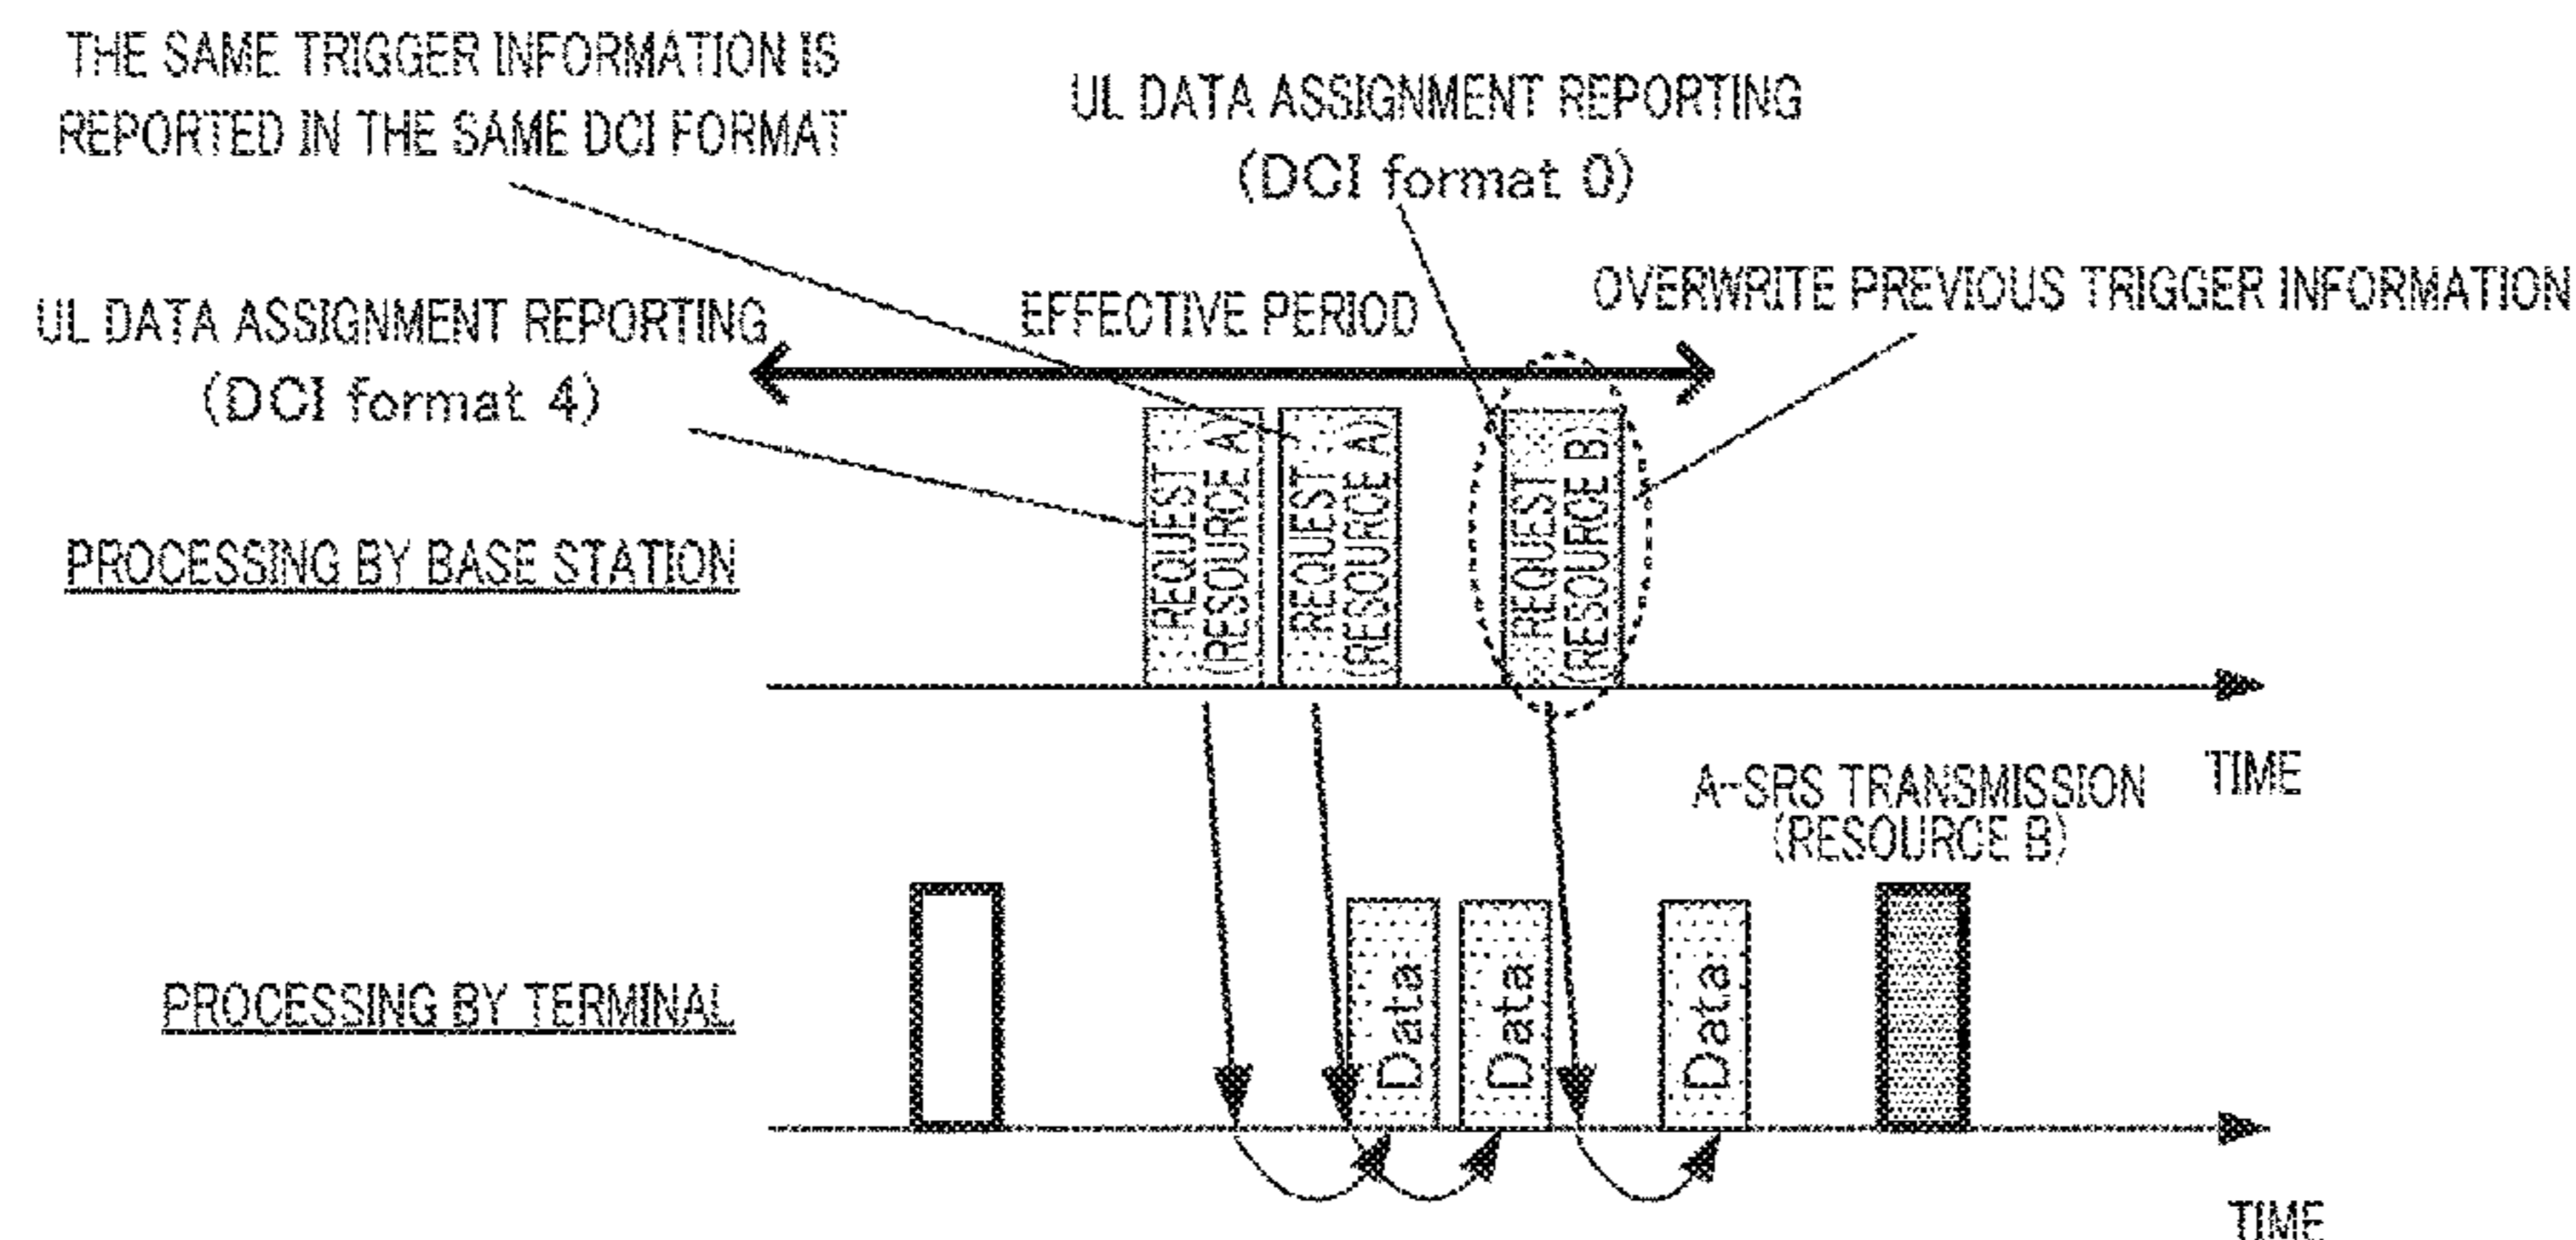 THE SAME TRIGGER INFORMATION IS
REPORTED IN THE SAME DCI FORMAT
UL DATA ASSIGNMENT REPORTING
(DCI format 0)
UL DATA ASSIGNMENT REPORTING
(DCI format 4)
EFFECTIVE PERIOD
OVERWRITE PREVIOUS TRIGGER INFORMATION
PROCESSING BY BASE STATION
REQUEST
(RESOURCE A)
REQUEST
(RESOURCE A)
REQUEST
(RESOURCE B)
TIME
A-SRS TRANSMISSION
(RESOURCE B)
PROCESSING BY TERMINAL
Data
Data
Data
TIME